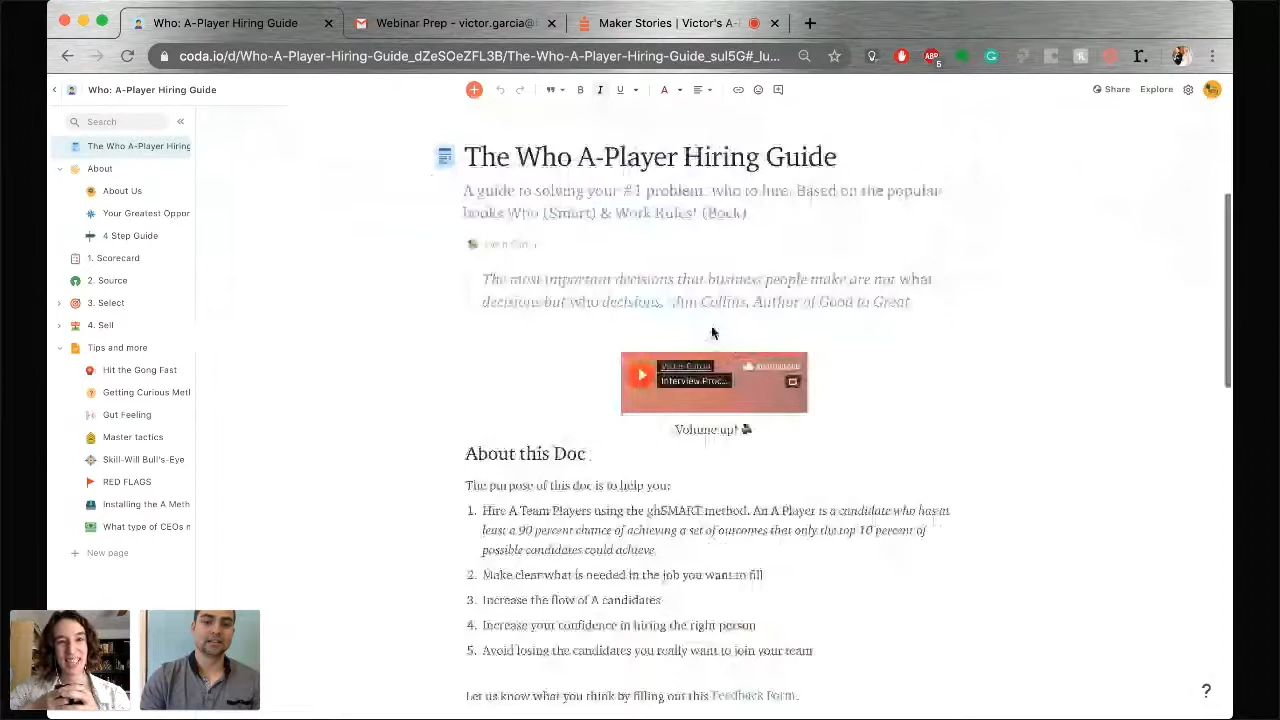 Who: A-Player Hiring Guide
Webinar Prep - victor.garcia@
Maker Stories | Victor's A-
coda.io/d/Who-A-Player-Hiring-Guide_dZeSOeZFL3B/The-Who-A-Player-Hiring-Guide_sul5G#_lu...
ABP
5
r.
Who: A-Player Hiring Guide
B
I
U
A
Share
Explore
Search
The Who A-Player Hiring
About
About Us
Your Greatest Oppor
4 Step Guide
1. Scorecard
2. Source
3. Select
4. Sell
Tips and more
Hit the Gong Fast
Getting Curious Met
Gut Feeling
Master tactics
Skill-Will Bull's-Eye
RED FLAGS
Installing the A Meth
What type of CEOs
New page
The Who A-Player Hiring Guide
A guide to solving your #1 problem: who to hire. Based on the popular
books Who (Smart) & Work Rules! (Bock)
The most important decisions that business people make are not what
decisions but who decisions. Jim Collins, Author of Good to Great
Victor Garcia
SOUNDCLOUD
Interview Proc...
Volume up!
About this Doc
The purpose of this doc is to help you:
1. Hire A Team Players using the ghSMART method. An A Player is a candidate who has at
least a 90 percent chance of achieving a set of outcomes that only the top 10 percent of
possible candidates could achieve
2. Make clear what is needed in the job you want to fill
3. Increase the flow of A candidates
4. Increase your confidence in hiring the right person
5. Avoid losing the candidates you really want to join your team
Let us know what you think by filling out this Feedback Form.
?